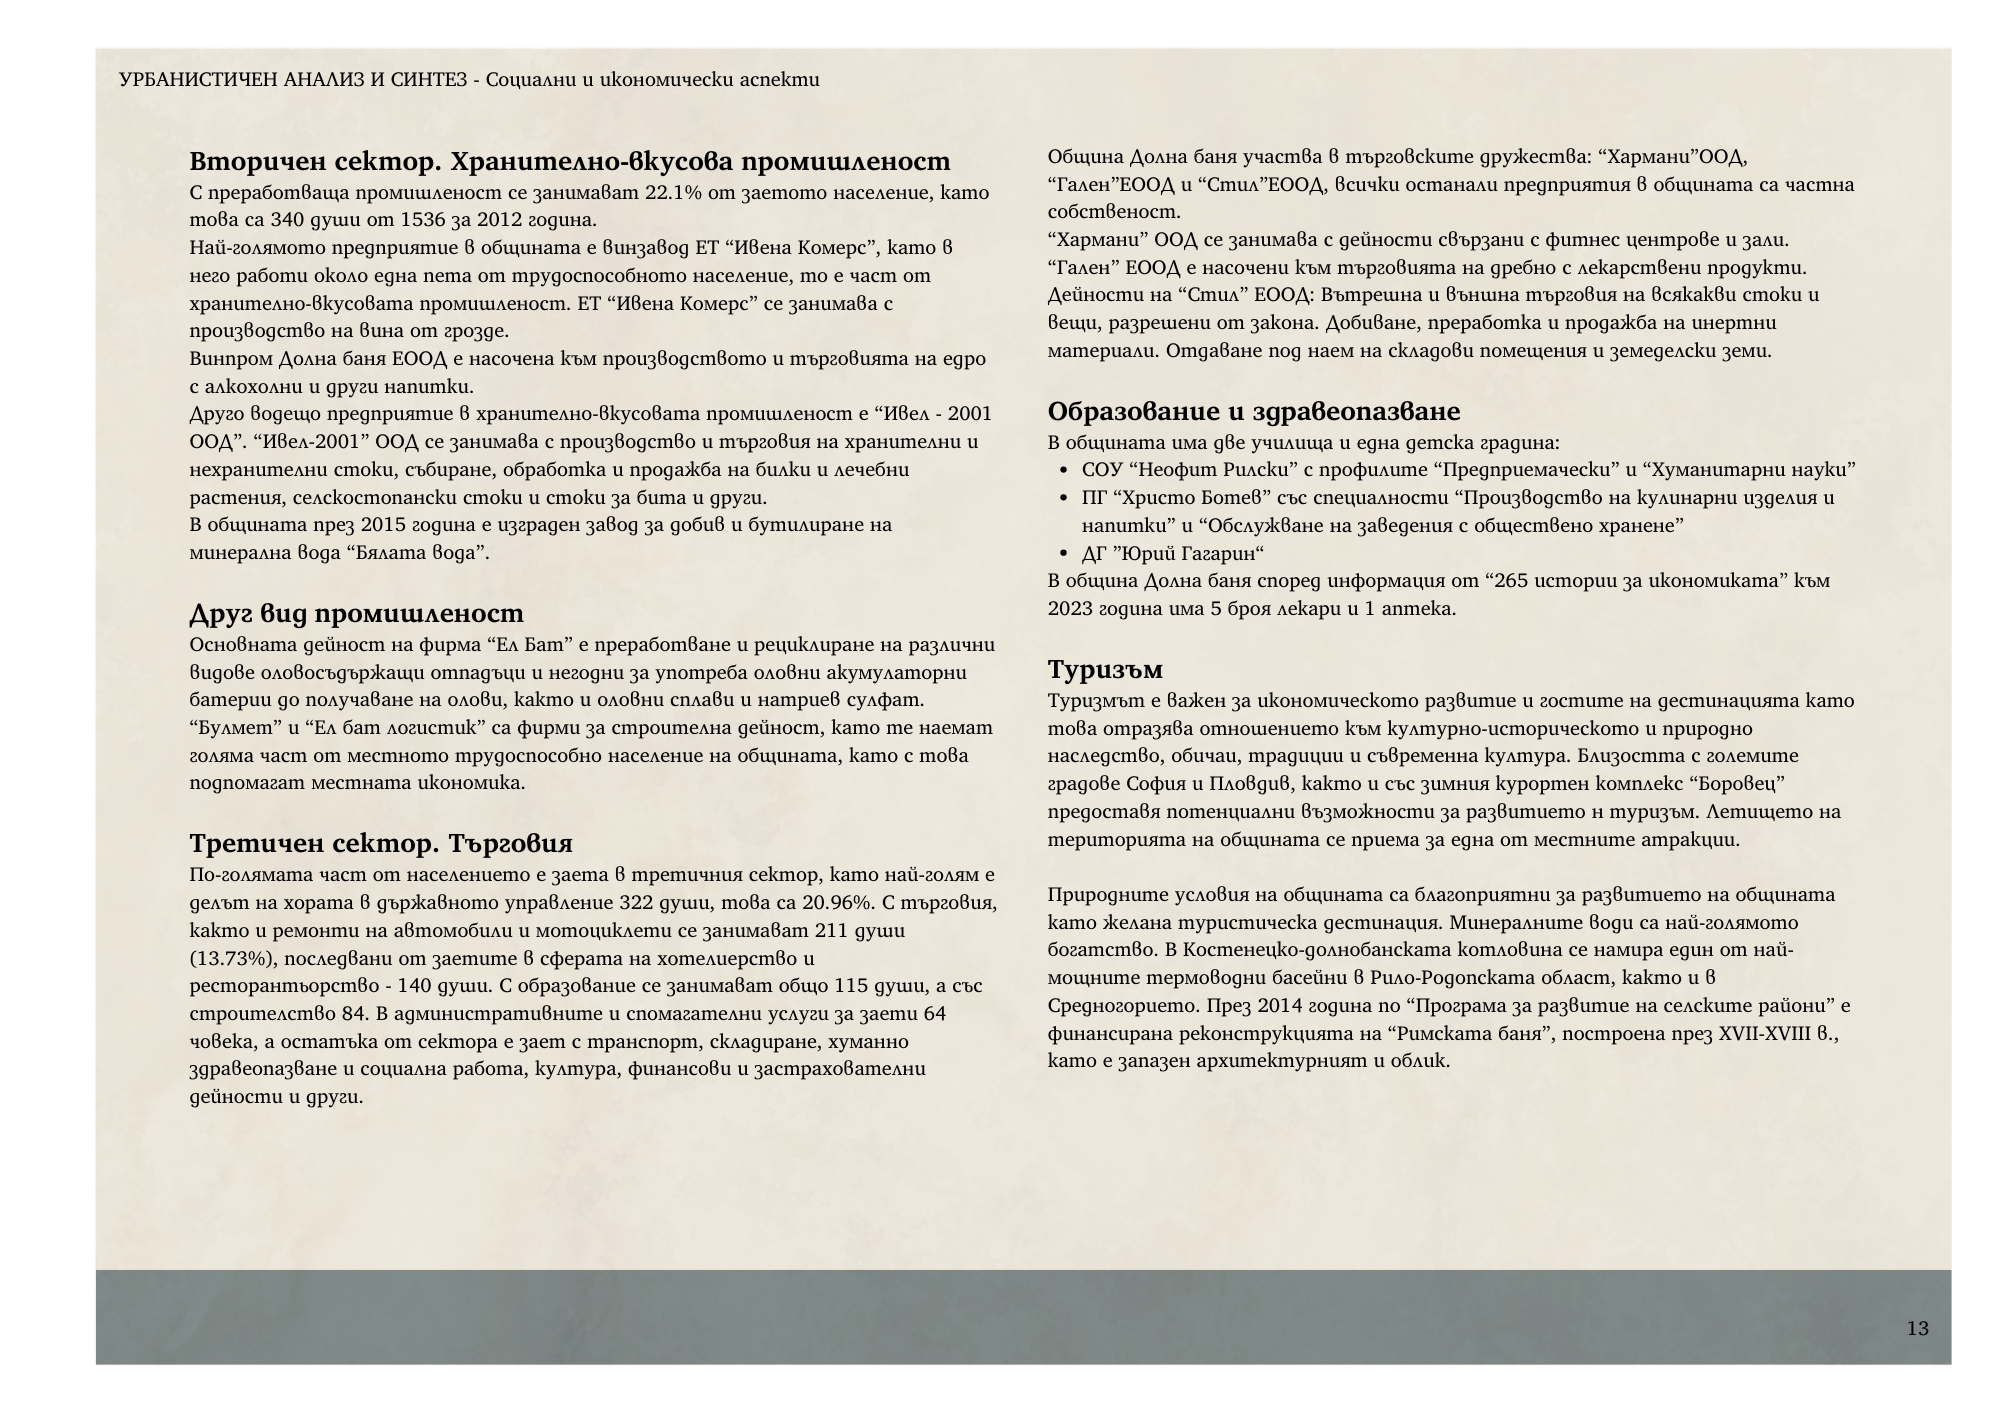 УРБАНИСТИЧЕН АНАЛИЗ И СИНТЕЗ - Социални и икономически аспекти
Вторичен сектор. Хранително-вкусова промишленост
С преработваща промишленост се занимават 22.1% от заетото население, като
това са 340 души от 1536 за 2012 година.
Най-голямото предприятие в общината е винзавод ЕТ “Ивена Комерс”, като в
него работи около една пета от трудоспособното население, то е част от
хранително-вкусовата промишленост. ЕТ “Ивена Комерс” се занимава с
производство на вина от грозде.
Винпром Долна баня ЕООД е насочена към производството и търговията на едро
с алкохолни и други напитки.
Друго водещо предприятие в хранително-вкусовата промишленост е “Ивел - 2001
ООД”. “Ивел-2001” ООД се занимава с производство и търговия на хранителни и
нехранителни стоки, събиране, обработка и продажба на билки и лечебни
растения, селскостопански стоки и стоки за бита и други.
В общината през 2015 година е изграден завод за добив и бутилиране на
минерална вода “Бялата вода”.
Друг вид промишленост
Основната дейност на фирма “Ел Бат” е преработване и рециклиране на различни
видове оловосъдържащи отпадъци и негодни за употреба оловни акумулаторни
батерии до получаване на олови, както и оловни сплави и натриев сулфат.
“Булмет” и “Ел бат логистик” са фирми за строителна дейност, като те наемат
голяма част от местното трудоспособно население на общината, като с това
подпомагат местната икономика.
Третичен сектор. Търговия
По-голямата част от населението е заета в третичния сектор, като най-голям е
делът на хората в държавното управление 322 души, това са 20.96%. С търговия,
както и ремонти на автомобили и мотоциклети се занимават 211 души
(13.73%), последвани от заетите в сферата на хотелиерство и
ресторантьорство - 140 души. С образование се занимават общо 115 души, а със
строителство 84. В административните и спомагателни услуги за заети 64
човека, а остатъка от сектора е зает с транспорт, складиране, хуманно
здравеопазване и социална работа, култура, финансови и застрахователни
дейности и други.
Община Долна баня участва в търговските дружества: “Хармани”ООД,
“Гален”ЕООД и “Стил”ЕООД, всички останали предприятия в общината са частна
собственост.
“Хармани” ООД се занимава с дейности свързани с фитнес центрове и зали.
“Гален” ЕООД е насочени към търговията на дребно с лекарствени продукти.
Дейности на “Стил” ЕООД: Вътрешна и външна търговия на всякакви стоки и
вещи, разрешени от закона. Добиване, преработка и продажба на инертни
материали. Отдаване под наем на складови помещения и земеделски земи.
Образование и здравеопазване
В общината има две училища и една детска градина:
• СОУ “Неофит Рилски” с профилите “Предприемачески” и “Хуманитарни науки”
• ПГ “Христо Ботев” със специалности “Производство на кулинарни изделия и
напитки” и “Обслужване на заведения с обществено хранене”
• ДГ ”Юрий Гагарин“
В община Долна баня според информация от “265 истории за икономиката” към
2023 година има 5 броя лекари и 1 аптека.
Туризъм
Туризмът е важен за икономическото развитие и гостите на дестинацията като
това отразява отношението към културно-историческото и природно
наследство, обичаи, традиции и съвременна култура. Близостта с големите
градове София и Пловдив, както и със зимния курортен комплекс “Боровец”
предоставя потенциални възможности за развитието н туризъм. Летището на
територията на общината се приема за една от местните атракции.
Природните условия на общината са благоприятни за развитието на общината
като желана туристическа дестинация. Минералните води са най-голямото
богатство. В Костенецко-долнобанската котловина се намира един от най-
мощните термоводни басейни в Рило-Родопската област, както и в
Средногорието. През 2014 година по “Програма за развитие на селските райони” е
финансирана реконструкцията на “Римската баня”, построена през XVII-XVIII в.,
като е запазен архитектурният и облик.
13